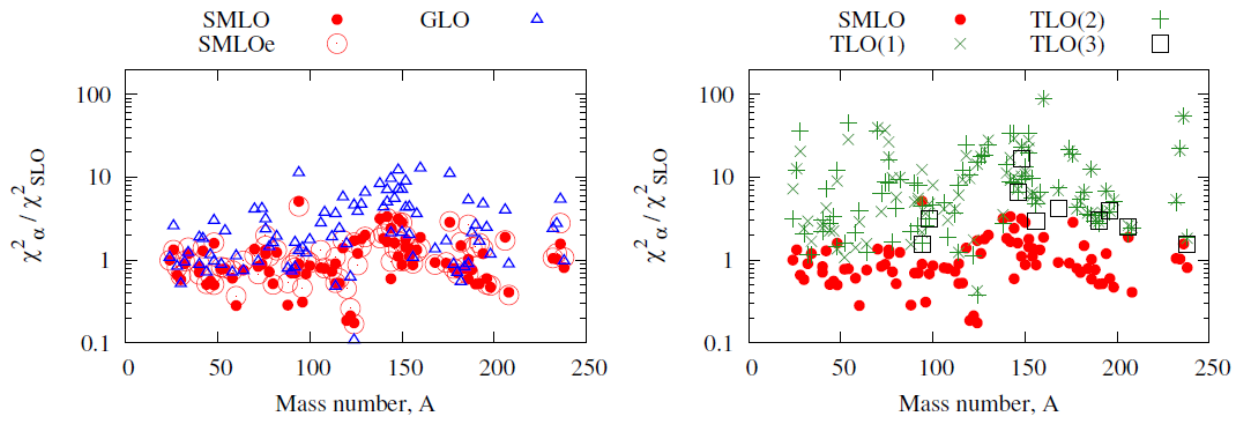 SMLO GLO
SMLOe
χ²α / χ²SLO
100
10
1
0.1
0 50 100 150 200 250
Mass number, A
SMLO TLO(2)
TLO(1) TLO(3)
χ²α / χ²SLO
100
10
1
0.1
0 50 100 150 200 250
Mass number, A